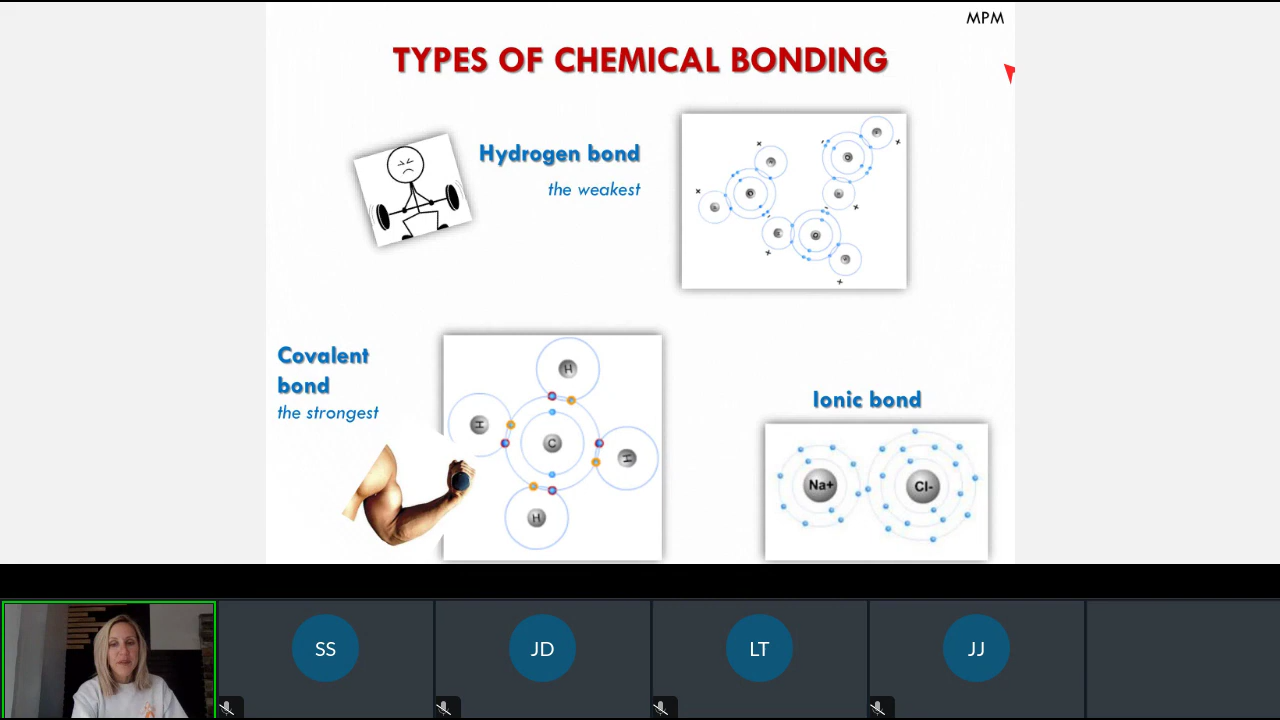 MPM
TYPES OF CHEMICAL BONDING
Hydrogen bond
the weakest
Covalent
bond
the strongest
H
H
C
H
H
Ionic bond
Na+
Cl-
SS
JD
LT
JJ